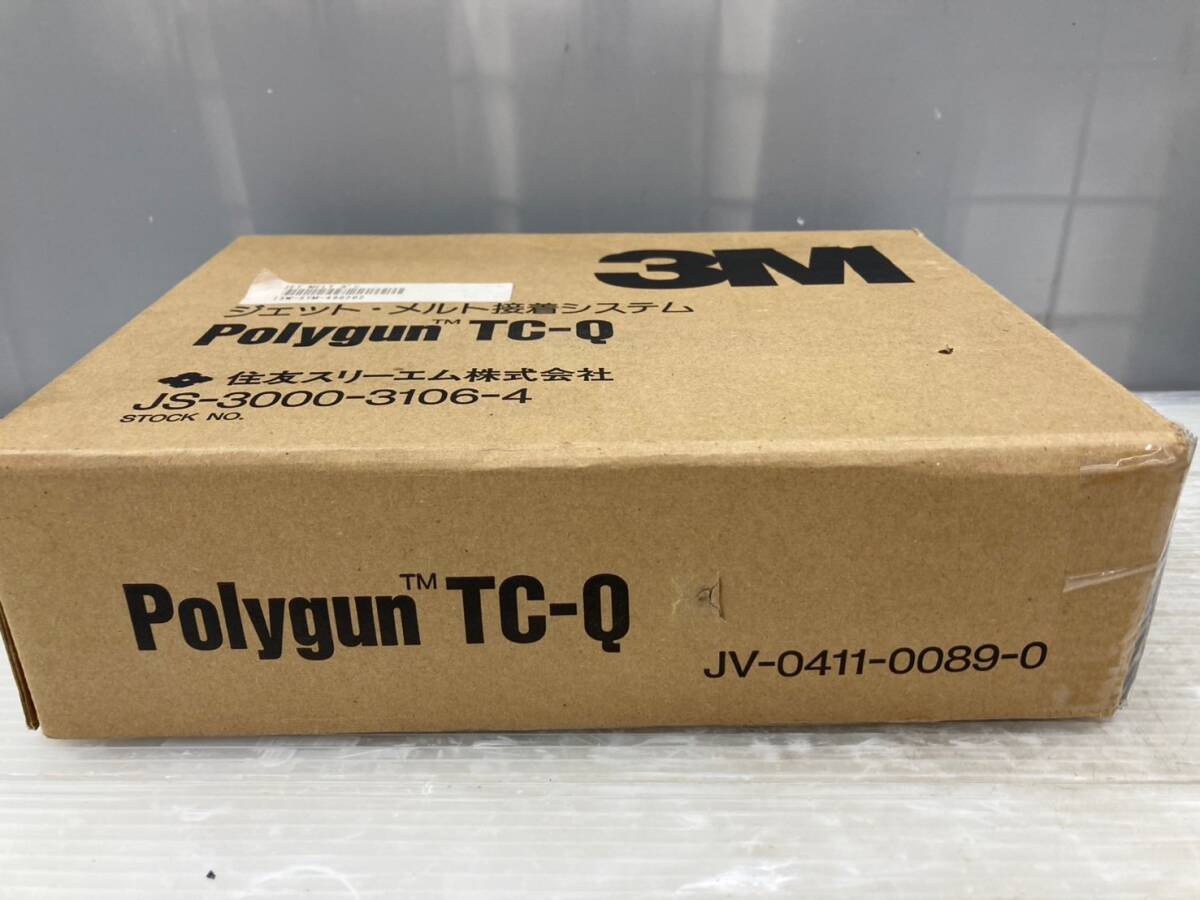 3M
ジェット・メルト接着システム
Polygun™ TC-Q
住友スリーエム株式会社
JS-3000-3106-4
STOCK NO.
Polygun™ TC-Q
JV-0411-0089-0